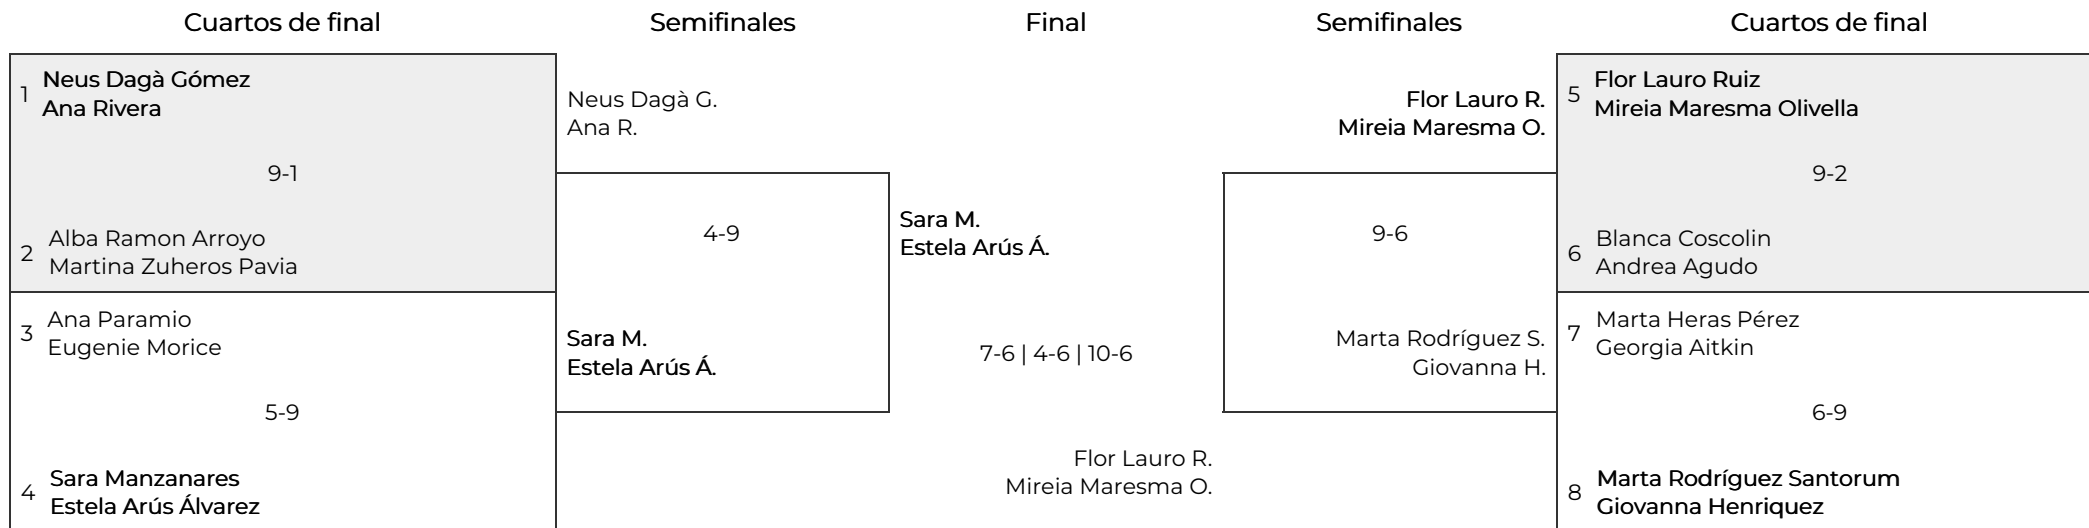 Cuartos de final
Semifinales
Final
Semifinales
Cuartos de final
1
Neus Dagà Gómez
Ana Rivera
9-1
2
Alba Ramon Arroyo
Martina Zuheros Pavia
3
Ana Paramio
Eugenie Morice
5-9
4
Sara Manzanares
Estela Arús Álvarez
Neus Dagà G.
Ana R.
4-9
Sara M.
Estela Arús Á.
Sara M.
Estela Arús Á.
7-6 | 4-6 | 10-6
Flor Lauro R.
Mireia Maresma O.
Flor Lauro R.
Mireia Maresma O.
9-6
Marta Rodríguez S.
Giovanna H.
5
Flor Lauro Ruiz
Mireia Maresma Olivella
9-2
6
Blanca Coscolin
Andrea Agudo
7
Marta Heras Pérez
Georgia Aitkin
6-9
8
Marta Rodríguez Santorum
Giovanna Henriquez